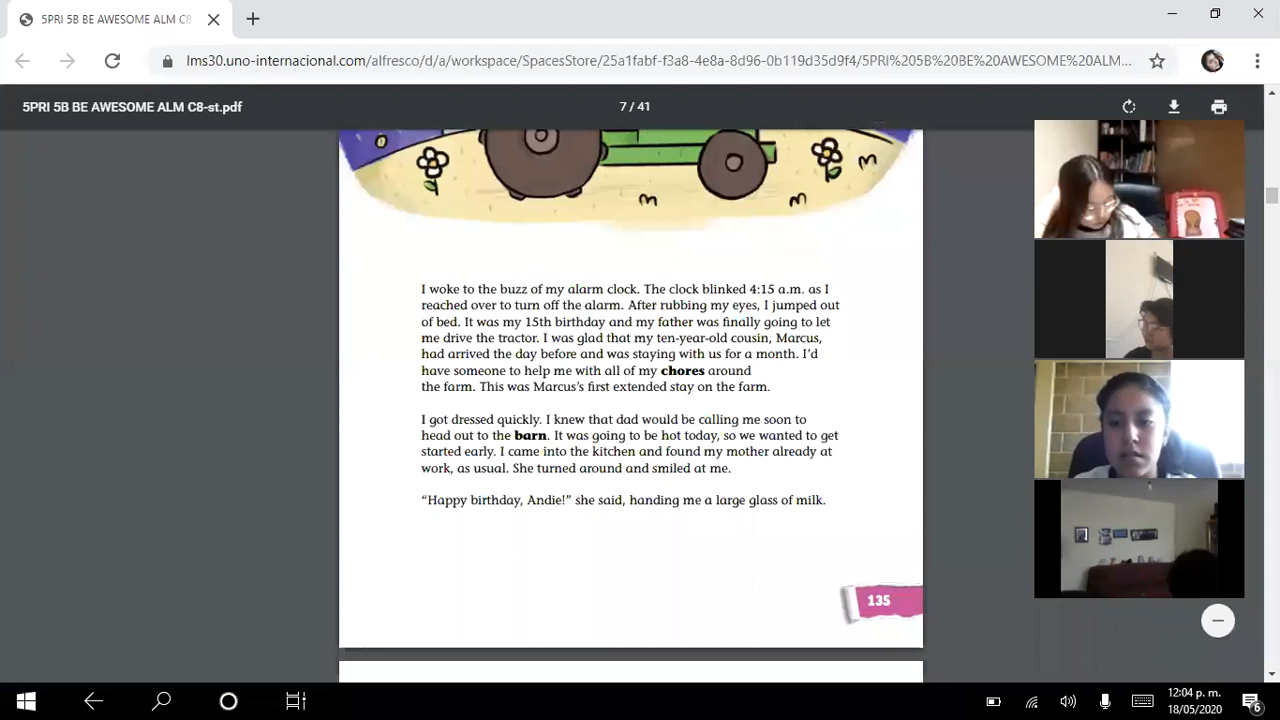 5PRI 5B BE AWESOME ALM C8
lms30.uno-internacional.com/alfresco/d/a/workspace/SpacesStore/25a1fabf-f3a8-4e8a-8d96-0b119d35d9f4/5PRI%205B%20BE%20AWESOME%20ALM...
5PRI 5B BE AWESOME ALM C8-st.pdf
7 / 41
I woke to the buzz of my alarm clock. The clock blinked 4:15 a.m. as I
reached over to turn off the alarm. After rubbing my eyes, I jumped out
of bed. It was my 15th birthday and my father was finally going to let
me drive the tractor. I was glad that my ten-year-old cousin, Marcus,
had arrived the day before and was staying with us for a month. I'd
have someone to help me with all of my chores around
the farm. This was Marcus's first extended stay on the farm.
I got dressed quickly. I knew that dad would be calling me soon to
head out to the barn. It was going to be hot today, so we wanted to get
started early. I came into the kitchen and found my mother already at
work, as usual. She turned around and smiled at me.
“Happy birthday, Andie!” she said, handing me a large glass of milk.
135
12:04 p. m.
18/05/2020
6